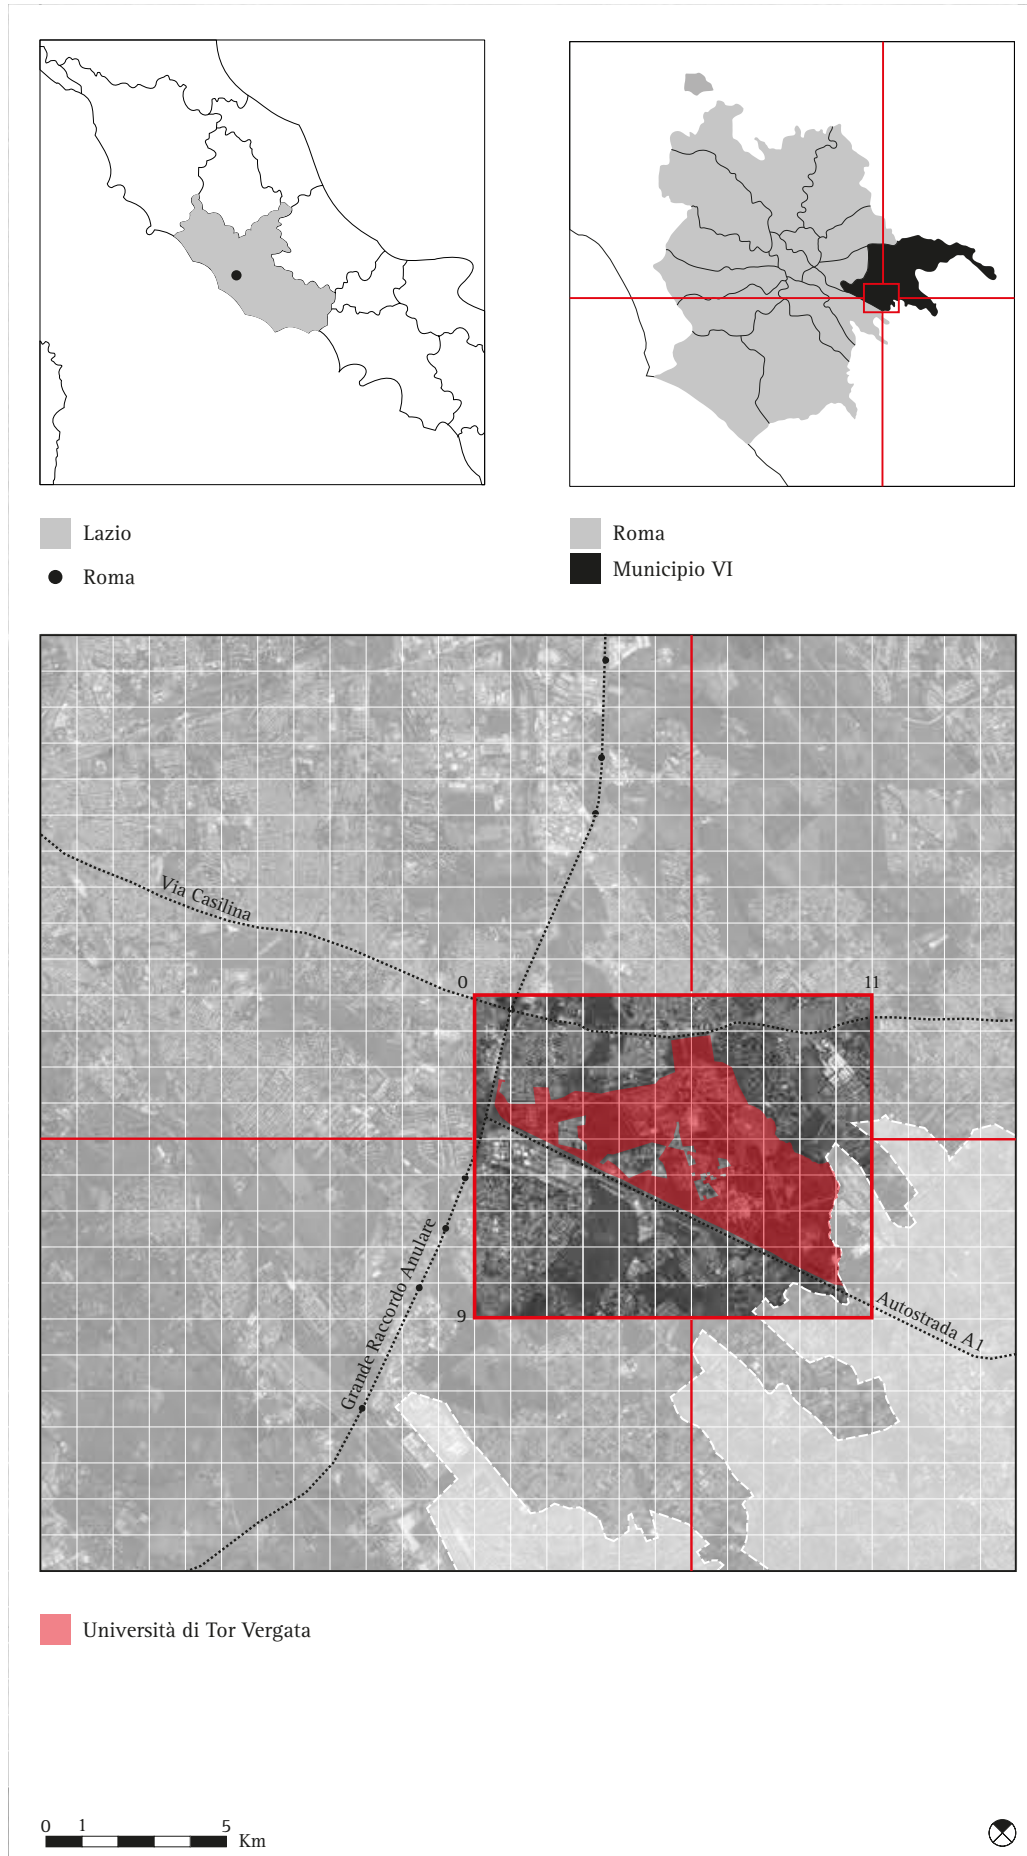 Lazio
Roma
Roma
Municipio VI
Via Casilina
0
11
9
Grande Raccordo Anulare
Autostrada A1
Università di Tor Vergata
0 1 5
Km